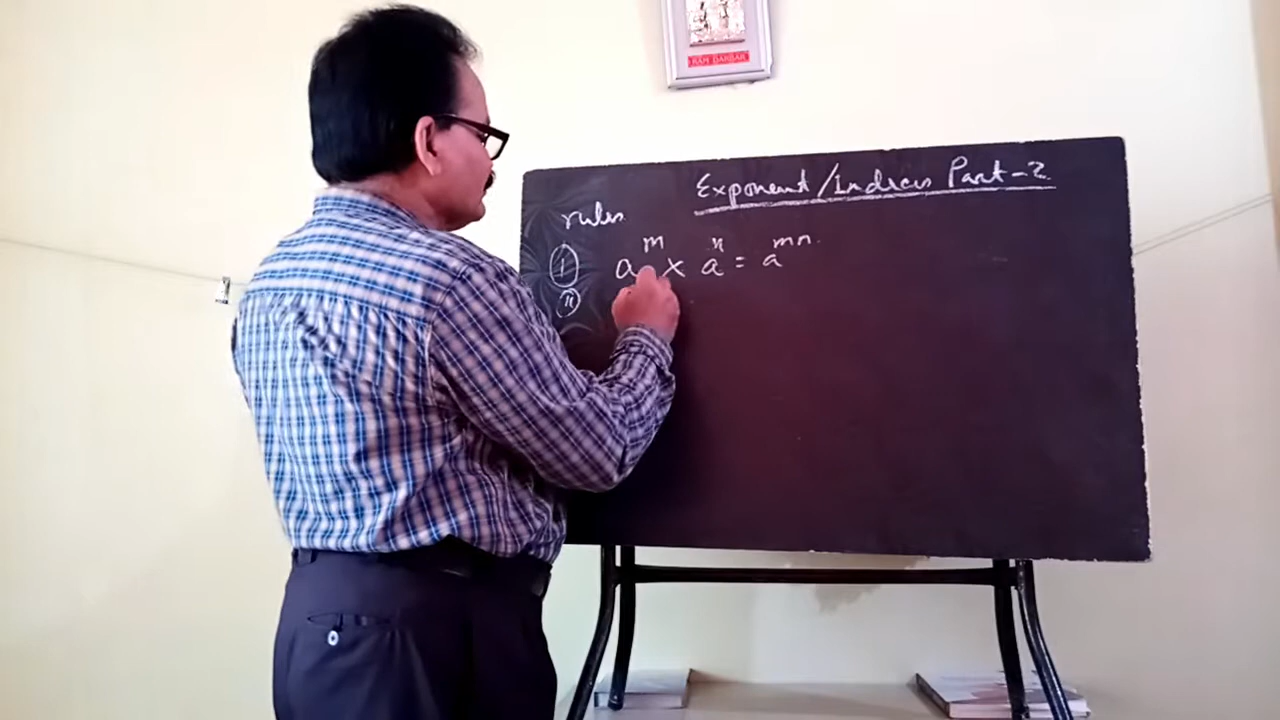 RAM DARBAR
Exponent/Indices Part-2
rules
① a^m × a^n = a^mn
②